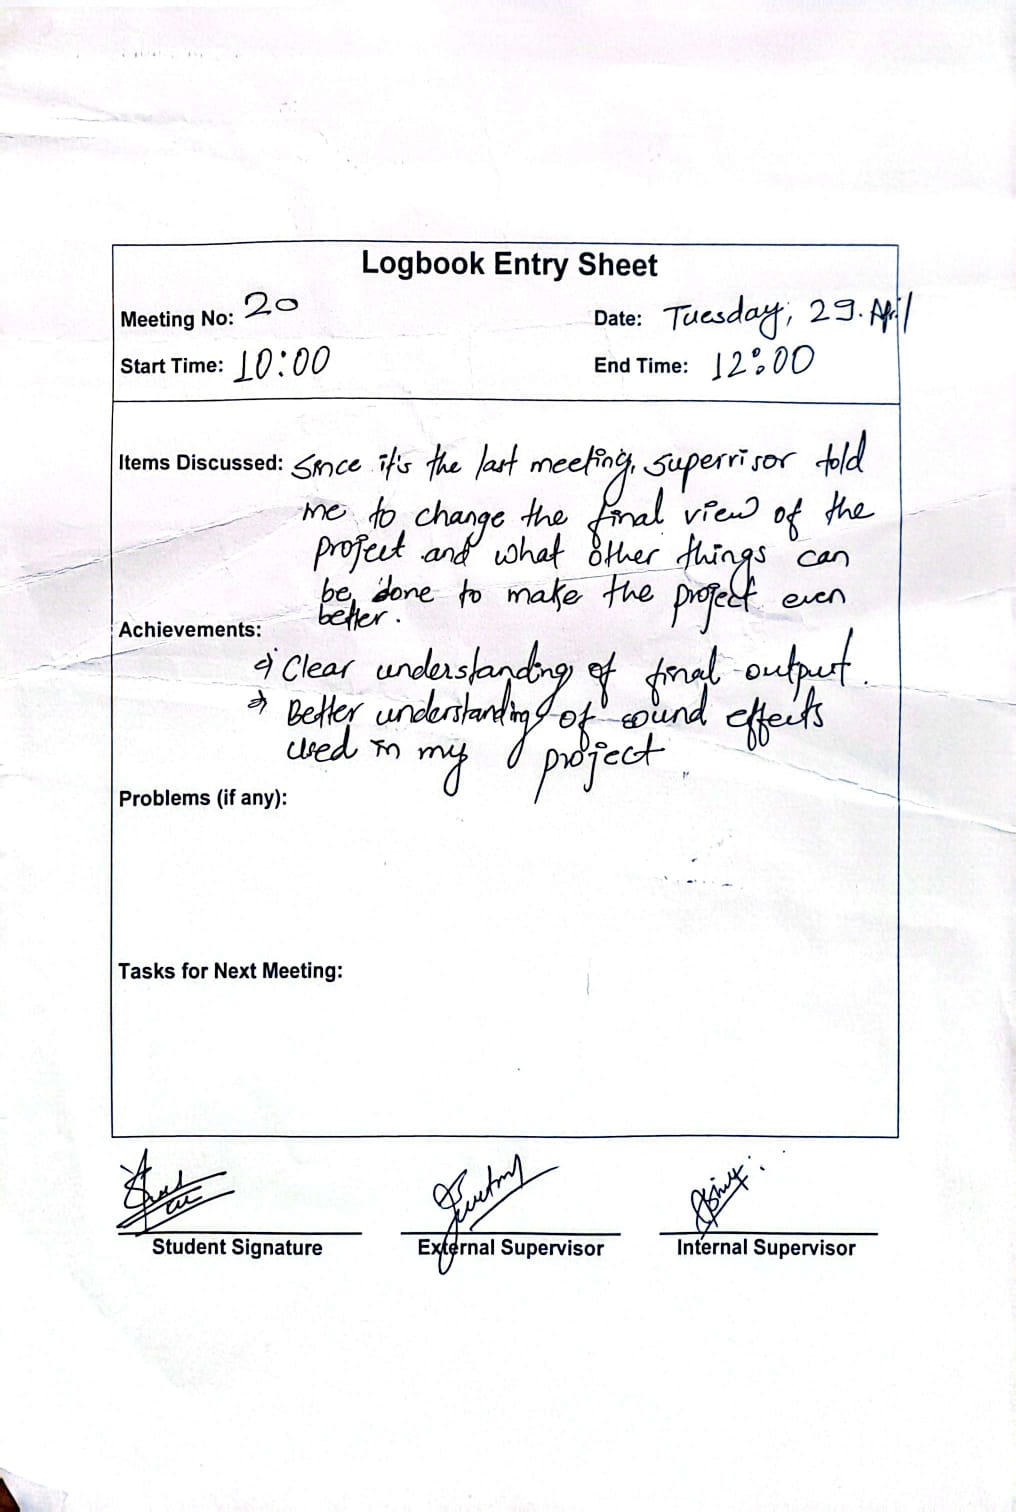 Logbook Entry Sheet
Meeting No: 20
Date: Tuesday, 29. April
Start Time: 10:00
End Time: 12:00
Items Discussed: Since it's the last meeting, supervisor told
me to change the final view of the
project and what other things can
be done to make the project even
better.
Achievements:
Clear understanding of final output.
Better understanding of sound effects
used in my project
Problems (if any):
Tasks for Next Meeting:
Student Signature
External Supervisor
Internal Supervisor